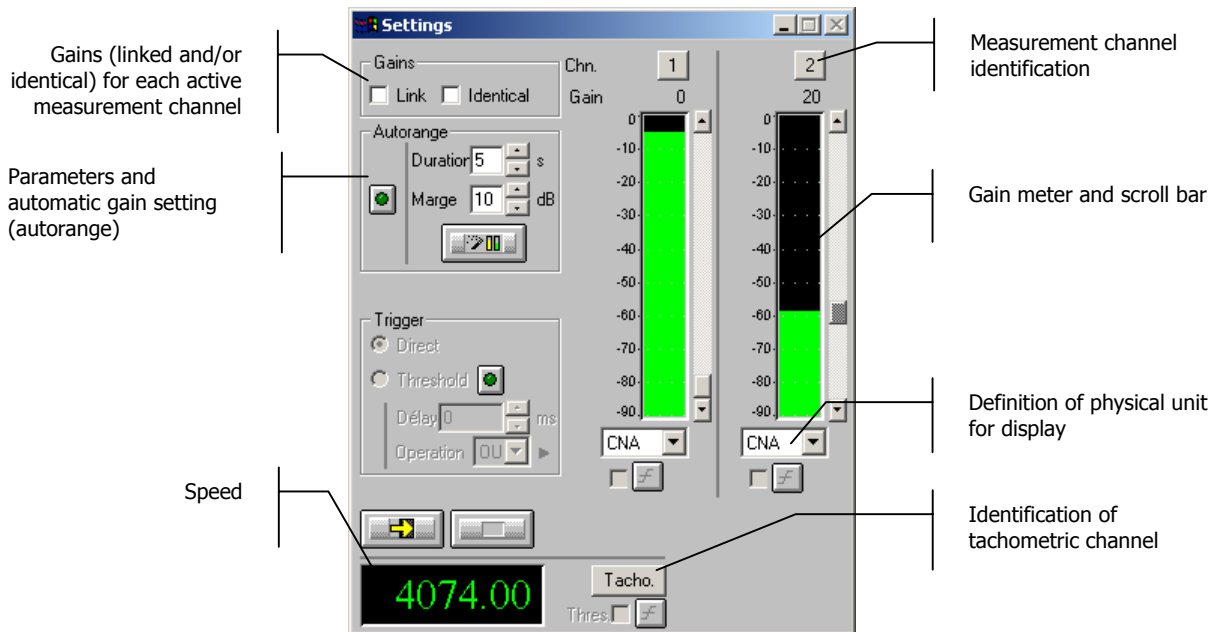 Settings
Gains (linked and/or
identical) for each active
measurement channel
Gains
Link Identical
Chn. 1 2
Gain 0 20
Measurement channel
identification
Autorange
Duration 5 s
Marge 10 dB
Parameters and
automatic gain setting
(autorange)
0
-10
-20
-30
-40
-50
-60
-70
-80
-90
0
-10
-20
-30
-40
-50
-60
-70
-80
-90
Gain meter and scroll bar
Trigger
Direct
Threshold
Délay 0 ms
Operation OU
CNA CNA
Definition of physical unit
for display
Speed
4074.00
Tacho.
Thres.
Identification of
tachometric channel